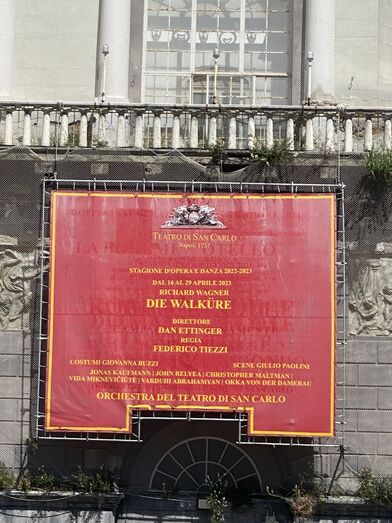 TEATRO DI SAN CARLO
Napoli 1737
STAGIONE D'OPERA E DANZA 2022-2023
DAL 16 AL 29 APRILE 2023
RICHARD WAGNER
DIE WALKÜRE
DIRETTORE
DAN ETTINGER
REGIA
FEDERICO TIEZZI
COSTUMI GIOVANNA BUZZI SCENE GIULIO PAOLINI
JONAS KAUFMANN | JOHN RELYEA | CHRISTOPHER MALTMAN |
VIDA MIKNEVIČIŪTĖ | VARDUHI ABRAHAMYAN | OKKA VON DER DAMERAU
ORCHESTRA DEL TEATRO DI SAN CARLO